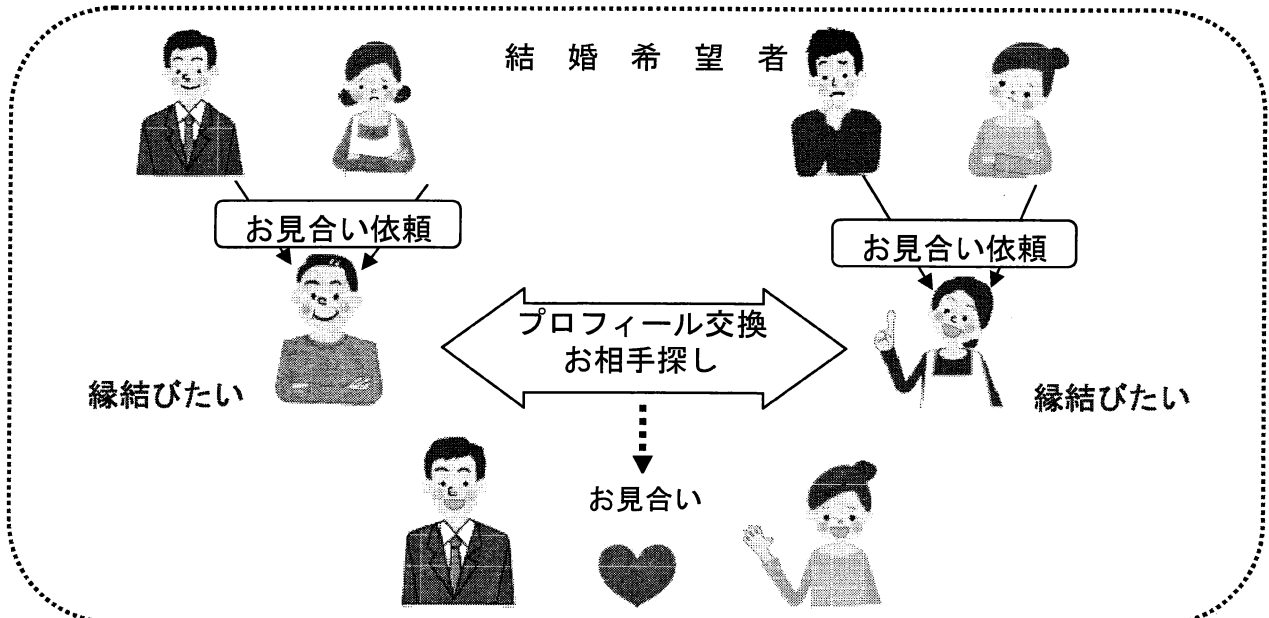 結婚希望者
お見合い依頼
お見合い依頼
プロフィール交換
お相手探し
縁結びたい
縁結びたい
お見合い